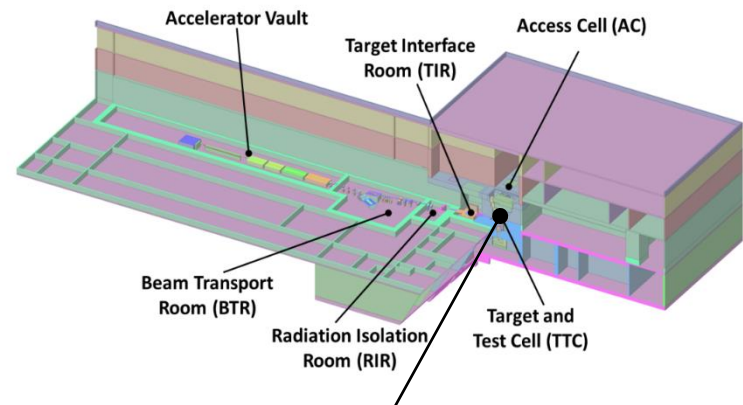 Accelerator Vault
Access Cell (AC)
Target Interface
Room (TIR)
Beam Transport
Room (BTR)
Radiation Isolation
Room (RIR)
Target and
Test Cell (TTC)